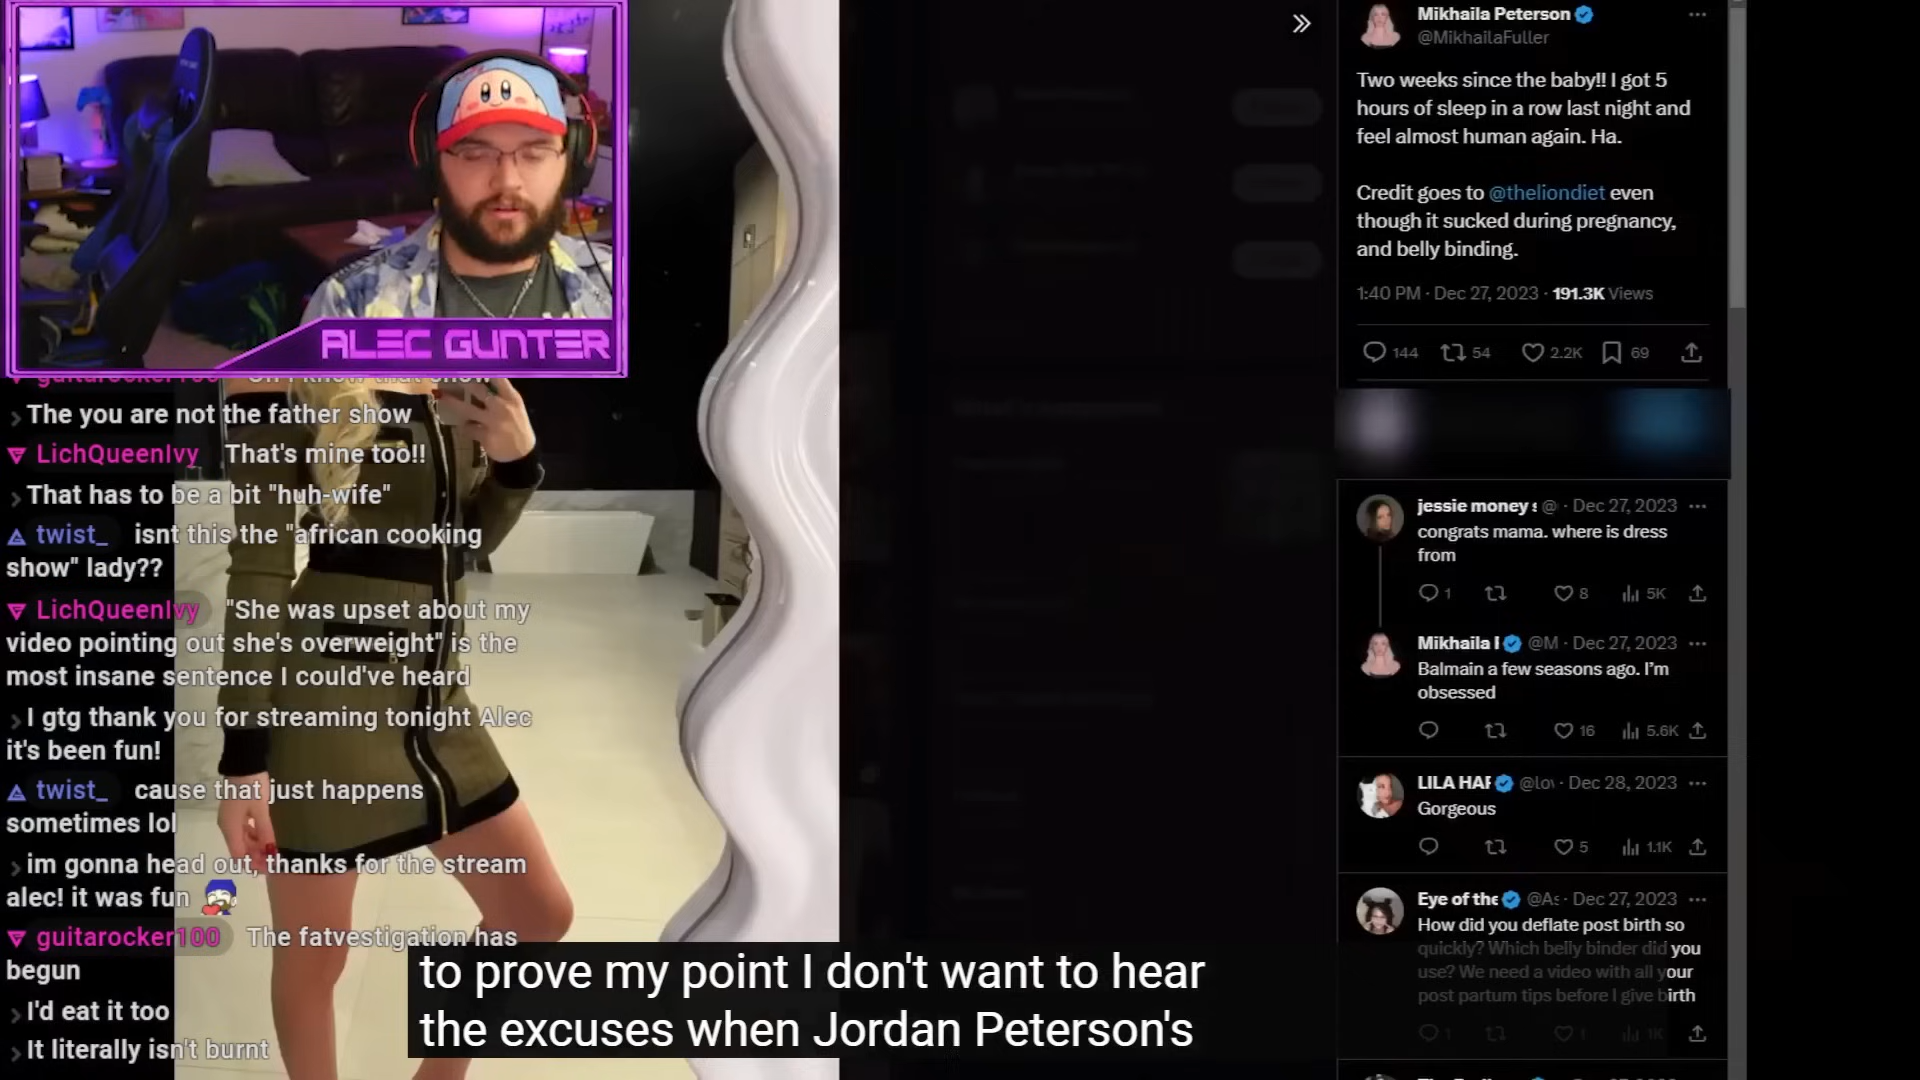 ALEC GUNTER
The you are not the father show
LichQueenIvy That's mine too!!
That has to be a bit "huh-wife"
twist_ isnt this the "african cooking
show" lady??
LichQueenIvy "She was upset about my
video pointing out she's overweight" is the
most insane sentence I could've heard
I gtg thank you for streaming tonight Alec
it's been fun!
twist_ cause that just happens
sometimes lol
im gonna head out, thanks for the stream
alec! it was fun
guitarocker100 The fatvestigation has
begun
I'd eat it too
It literally isn't burnt
to prove my point I don't want to hear
the excuses when Jordan Peterson's
Mikhaila Peterson
@MikhailaFuller
Two weeks since the baby!! I got 5
hours of sleep in a row last night and
feel almost human again. Ha.
Credit goes to @theliondiet even
though it sucked during pregnancy,
and belly binding.
1:40 PM · Dec 27, 2023 · 191.3K Views
144 54 2.2K 69
jessie money s @ · Dec 27, 2023
congrats mama. where is dress
from
1 8 5K
Mikhaila @M · Dec 27, 2023
Balmain a few seasons ago. I'm
obsessed
16 5.6K
LILA HAR @lov · Dec 28, 2023
Gorgeous
5 1.1K
Eye of the @As · Dec 27, 2023
How did you deflate post birth so
quickly? Which belly binder did you
use? We need a video with all your
post partum tips before I give birth
1 1 1K